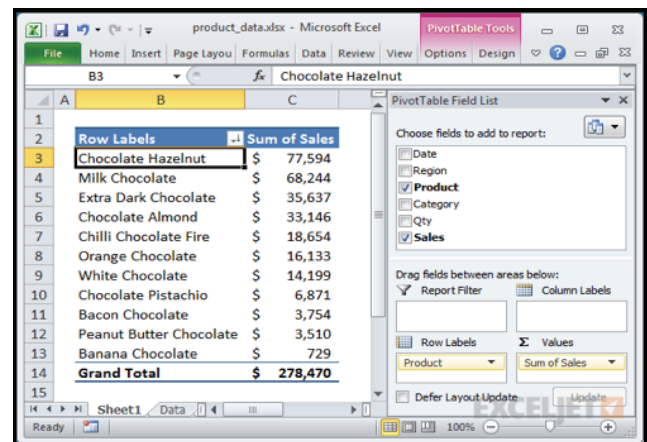 product_data.xlsx - Microsoft Excel
PivotTable Tools
File Home Insert Page Layou Formulas Data Review View Options Design
B3 fx Chocolate Hazelnut
A B C
PivotTable Field List
Choose fields to add to report:
1
2 Row Labels Sum of Sales
3 Chocolate Hazelnut $ 77,594
4 Milk Chocolate $ 68,244
5 Extra Dark Chocolate $ 35,637
6 Chocolate Almond $ 33,146
7 Chilli Chocolate Fire $ 18,654
8 Orange Chocolate $ 16,133
9 White Chocolate $ 14,199
10 Chocolate Pistachio $ 6,871
11 Bacon Chocolate $ 3,754
12 Peanut Butter Chocolate $ 3,510
13 Banana Chocolate $ 729
14 Grand Total $ 278,470
15
Date
Region
Product
Category
Qty
Sales
Drag fields between areas below:
Report Filter Column Labels
Row Labels Σ Values
Product Sum of Sales
Defer Layout Update Update
EXCELJET
Sheet1 Data
Ready 100%